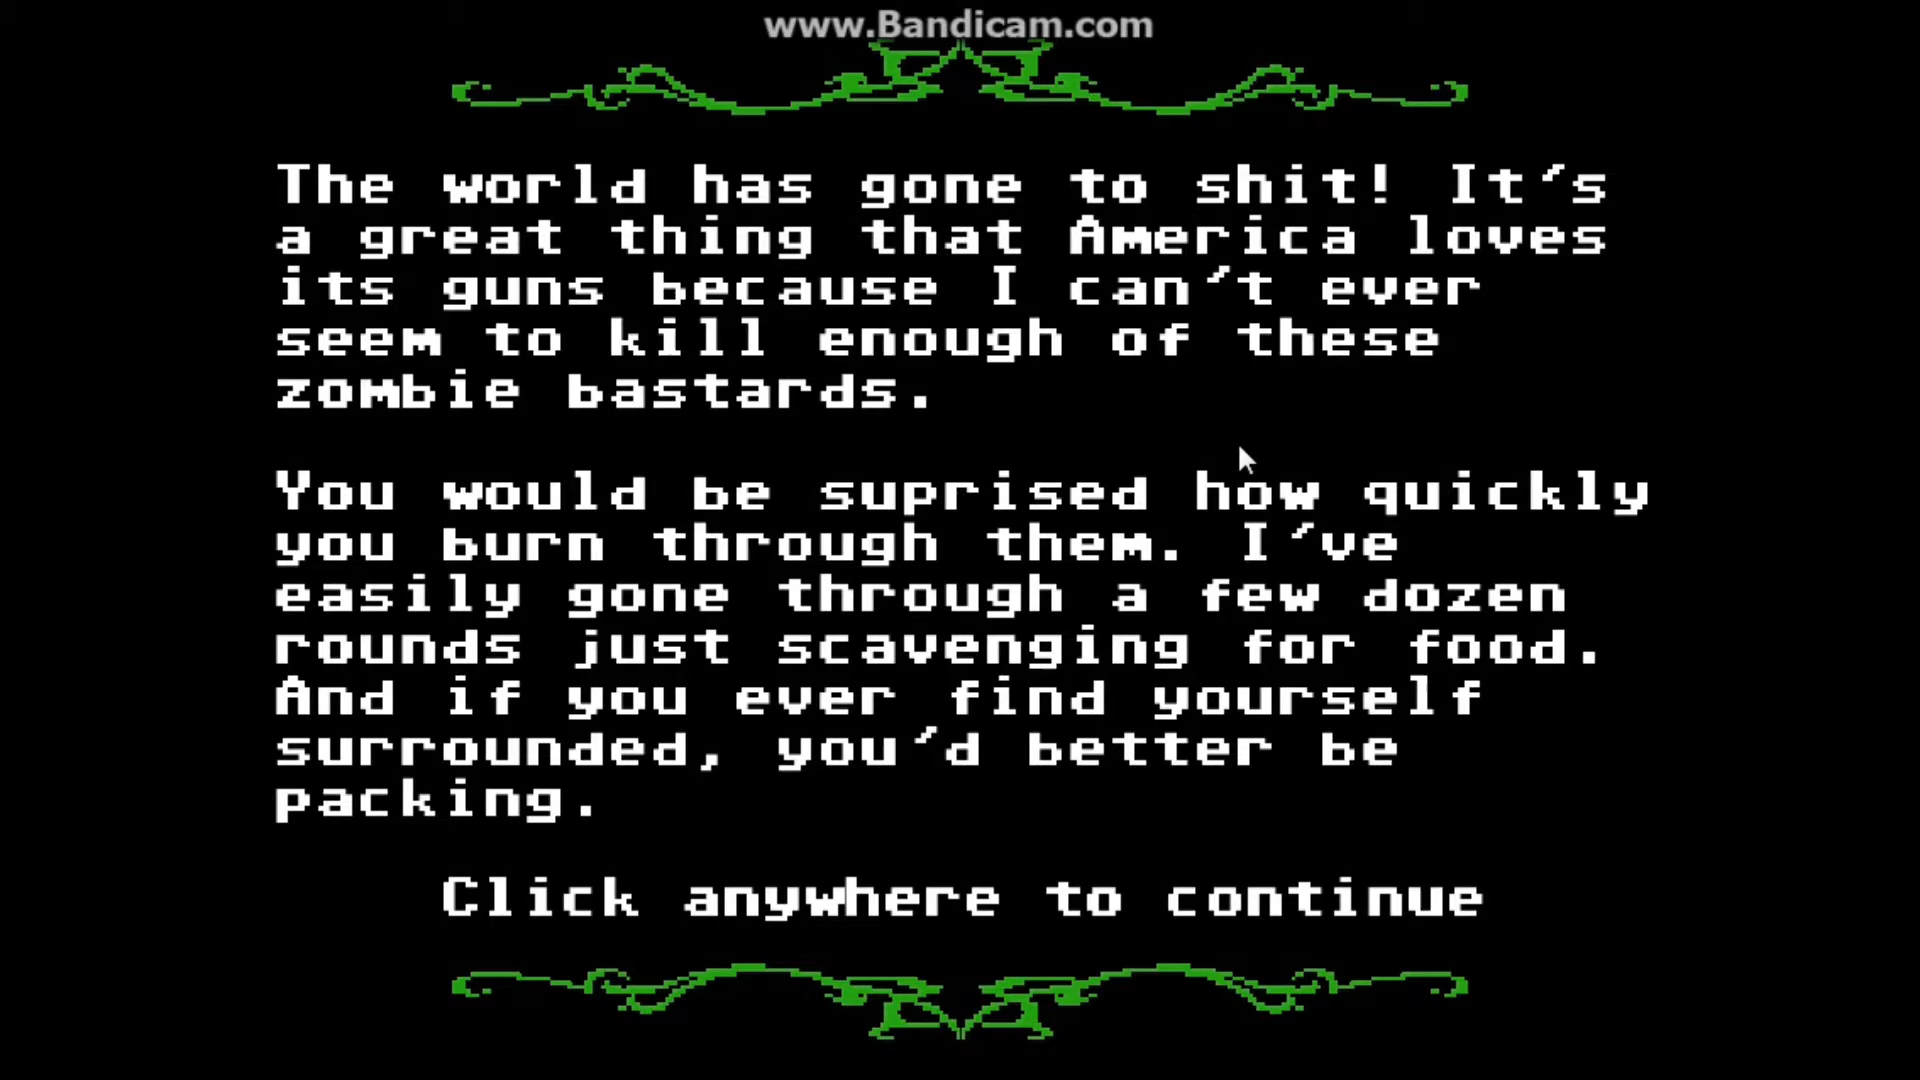 www.Bandicam.com
The world has gone to shit! It's
a great thing that America loves
its guns because I can't ever
seem to kill enough of these
zombie bastards.
You would be suprised how quickly
you burn through them. I've
easily gone through a few dozen
rounds just scavenging for food.
And if you ever find yourself
surrounded, you'd better be
packing.
Click anywhere to continue